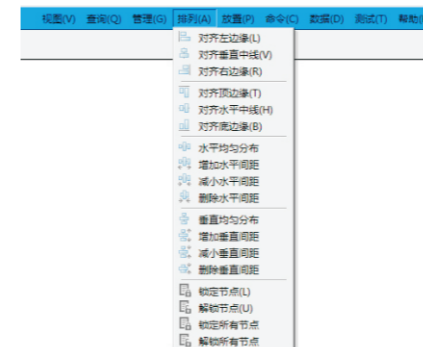 视图(V) 查询(Q) 管理(G) 排列(A) 放置(P) 命令(C) 数据(D) 测试(T) 帮助(
对齐左边缘(L)
对齐垂直中线(V)
对齐右边缘(R)
对齐顶边缘(T)
对齐水平中线(H)
对齐底边缘(B)
水平均匀分布
增加水平间距
减小水平间距
删除水平间距
垂直均匀分布
增加垂直间距
减小垂直间距
删除垂直间距
锁定节点(L)
解锁节点(U)
锁定所有节点
解锁所有节点